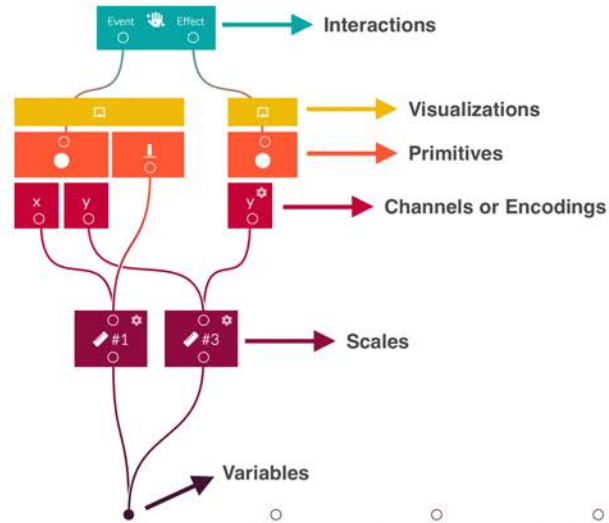 Event Effect
Interactions
Visualizations
Primitives
x y y
Channels or Encodings
#1 #3
Scales
Variables